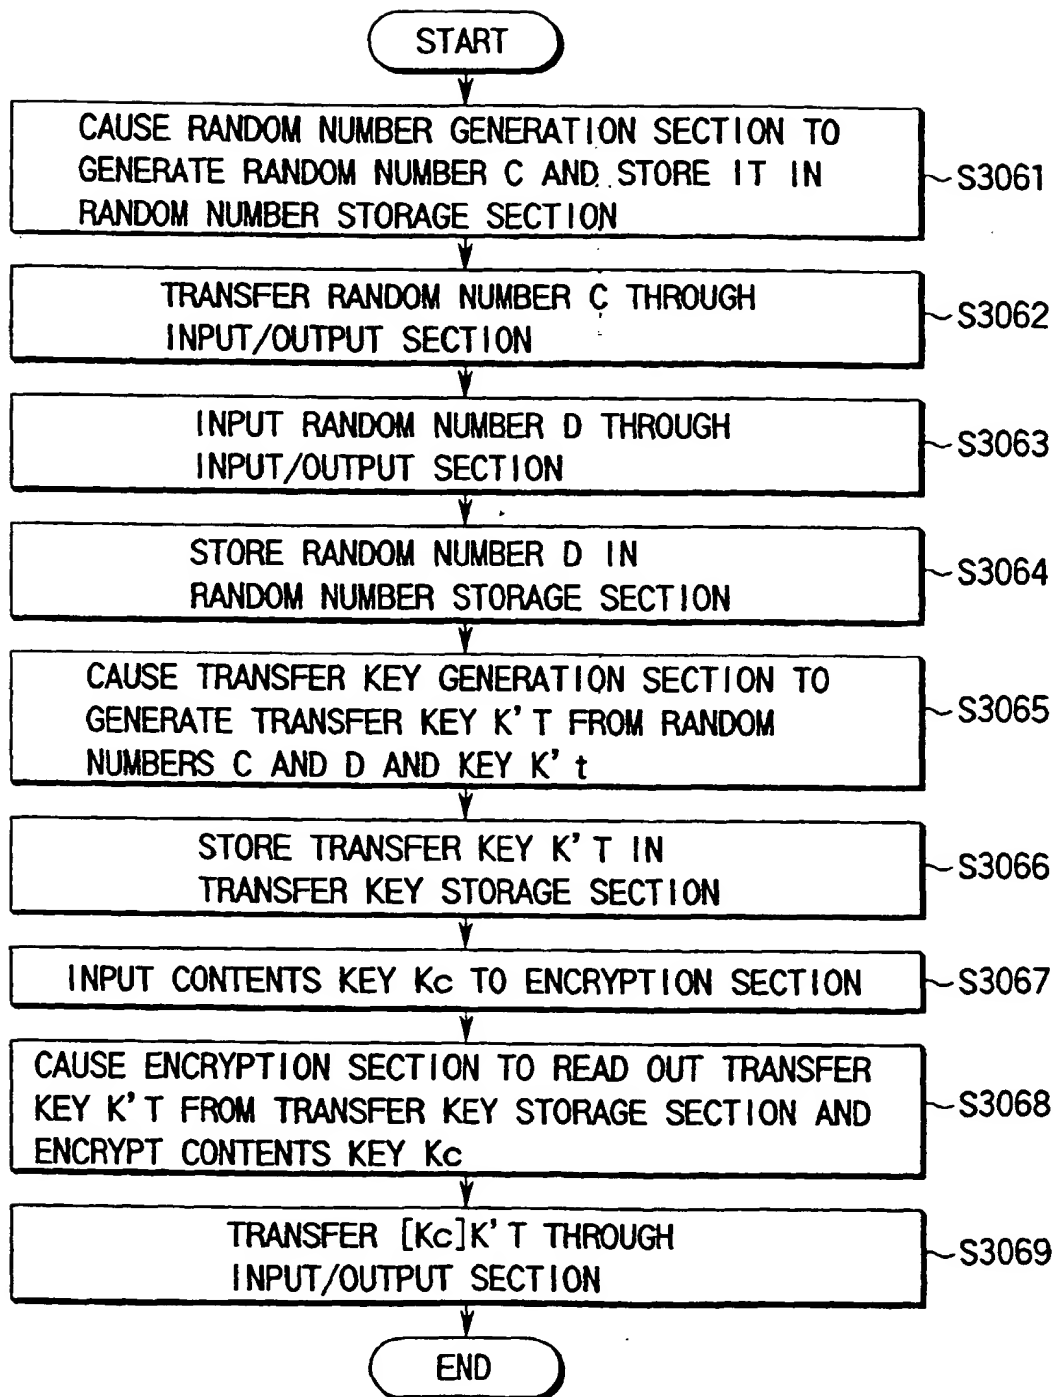 START
CAUSE RANDOM NUMBER GENERATION SECTION TO
GENERATE RANDOM NUMBER C AND STORE IT IN
RANDOM NUMBER STORAGE SECTION
S3061
TRANSFER RANDOM NUMBER C THROUGH
INPUT/OUTPUT SECTION
S3062
INPUT RANDOM NUMBER D THROUGH
INPUT/OUTPUT SECTION
S3063
STORE RANDOM NUMBER D IN
RANDOM NUMBER STORAGE SECTION
S3064
CAUSE TRANSFER KEY GENERATION SECTION TO
GENERATE TRANSFER KEY K'T FROM RANDOM
NUMBERS C AND D AND KEY K't
S3065
STORE TRANSFER KEY K'T IN
TRANSFER KEY STORAGE SECTION
S3066
INPUT CONTENTS KEY Kc TO ENCRYPTION SECTION
S3067
CAUSE ENCRYPTION SECTION TO READ OUT TRANSFER
KEY K'T FROM TRANSFER KEY STORAGE SECTION AND
ENCRYPT CONTENTS KEY Kc
S3068
TRANSFER [Kc]K'T THROUGH
INPUT/OUTPUT SECTION
S3069
END